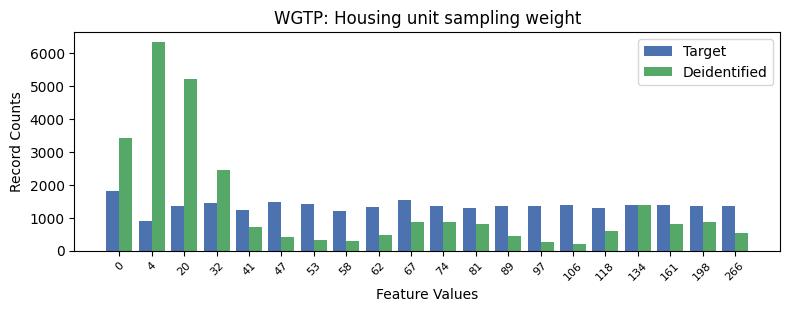 WGTP: Housing unit sampling weight
Target
Deidentified
Record Counts
6000
5000
4000
3000
2000
1000
0
0 4 20 32 41 47 53 58 62 67 74 81 89 97 106 118 134 161 198 266
Feature Values